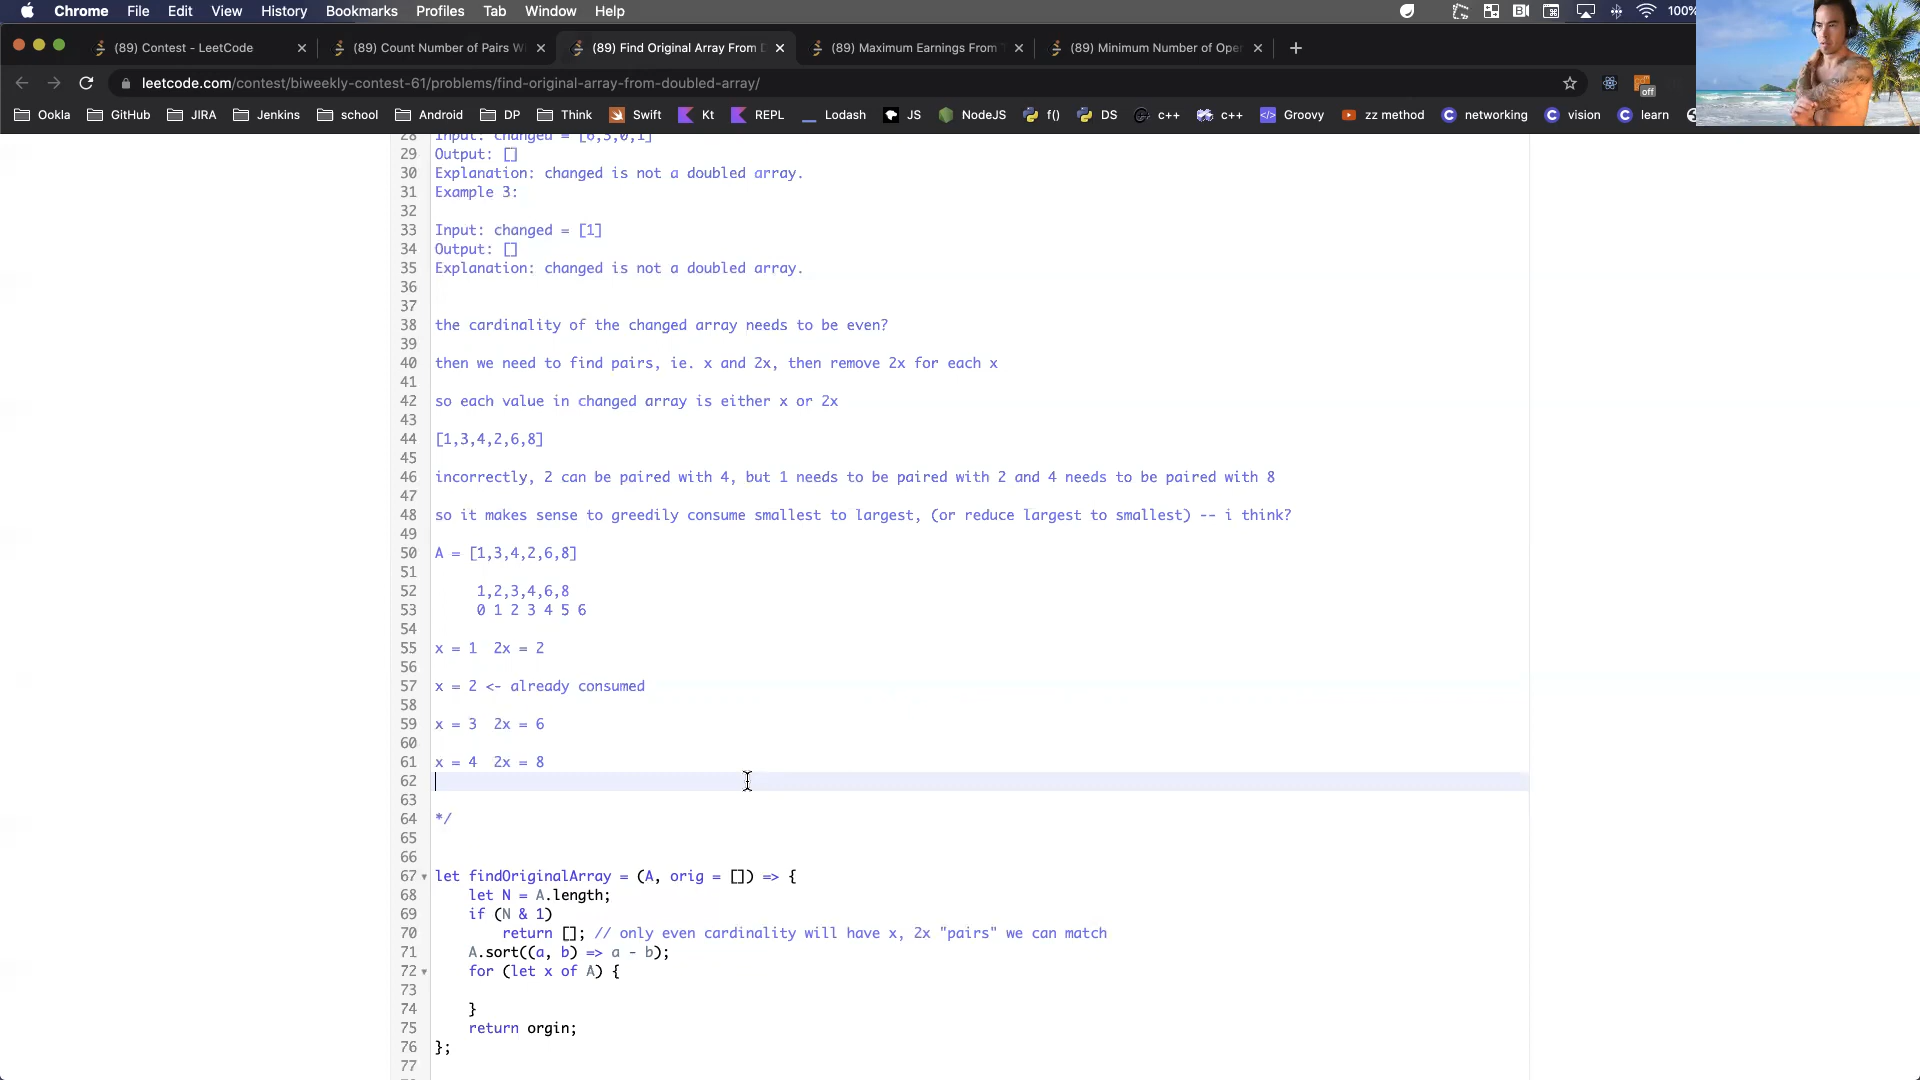 Chrome File Edit View History Bookmarks Profiles Tab Window Help 100%
(89) Contest - LeetCode (89) Count Number of Pairs W (89) Find Original Array From D (89) Maximum Earnings From T (89) Minimum Number of Oper
leetcode.com/contest/biweekly-contest-61/problems/find-original-array-from-doubled-array/ off
Ookla GitHub JIRA Jenkins school Android DP Think Swift Kt REPL Lodash JS NodeJS f() DS c++ c++ Groovy zz method networking vision learn
28 Input: changed = [6,3,0,1]
29 Output: []
30 Explanation: changed is not a doubled array.
31 Example 3:
32
33 Input: changed = [1]
34 Output: []
35 Explanation: changed is not a doubled array.
36
37
38 the cardinality of the changed array needs to be even?
39
40 then we need to find pairs, ie. x and 2x, then remove 2x for each x
41
42 so each value in changed array is either x or 2x
43
44 [1,3,4,2,6,8]
45
46 incorrectly, 2 can be paired with 4, but 1 needs to be paired with 2 and 4 needs to be paired with 8
47
48 so it makes sense to greedily consume smallest to largest, (or reduce largest to smallest) -- i think?
49
50 A = [1,3,4,2,6,8]
51
52 1,2,3,4,6,8
53 0 1 2 3 4 5 6
54
55 x = 1 2x = 2
56
57 x = 2 <- already consumed
58
59 x = 3 2x = 6
60
61 x = 4 2x = 8
62
63
64 */
65
66
67 let findOriginalArray = (A, orig = []) => {
68 let N = A.length;
69 if (N & 1)
70 return []; // only even cardinality will have x, 2x "pairs" we can match
71 A.sort((a, b) => a - b);
72 for (let x of A) {
73
74 }
75 return orgin;
76 };
77